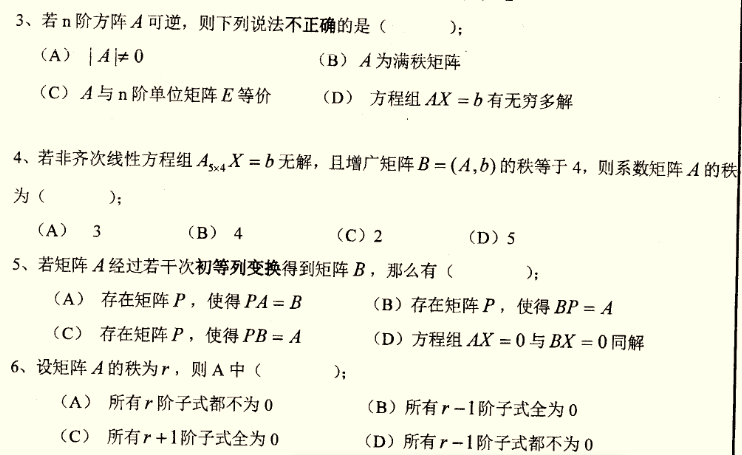 3、若 n 阶方阵 A 可逆，则下列说法不正确的是（ ）；
（A） |A|≠0 （B） A 为满秩矩阵
（C） A 与 n 阶单位矩阵 E 等价 （D） 方程组 AX = b 有无穷多解
4、若非齐次线性方程组 A₅ₓ₄X = b 无解，且增广矩阵 B = (A,b) 的秩等于 4，则系数矩阵 A 的秩
为（ ）；
（A） 3 （B） 4 （C） 2 （D） 5
5、若矩阵 A 经过若干次初等列变换得到矩阵 B，那么有（ ）；
（A） 存在矩阵 P，使得 PA = B （B）存在矩阵 P，使得 BP = A
（C） 存在矩阵 P，使得 PB = A （D）方程组 AX = 0 与 BX = 0 同解
6、设矩阵 A 的秩为 r，则 A 中（ ）；
（A） 所有 r 阶子式都不为 0 （B）所有 r −1 阶子式全为 0
（C） 所有 r +1 阶子式全为 0 （D）所有 r −1 阶子式都不为 0